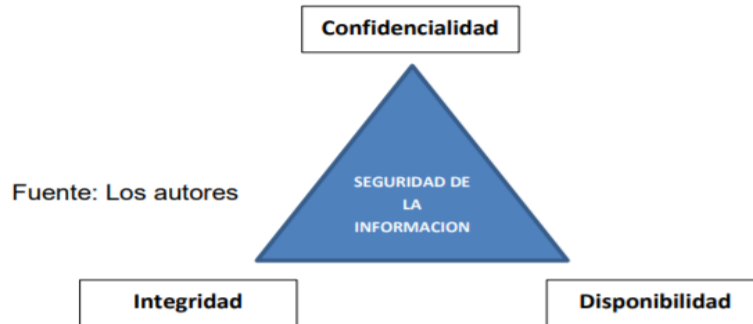 Confidencialidad
SEGURIDAD DE
LA
INFORMACION
Fuente: Los autores
Integridad
Disponibilidad